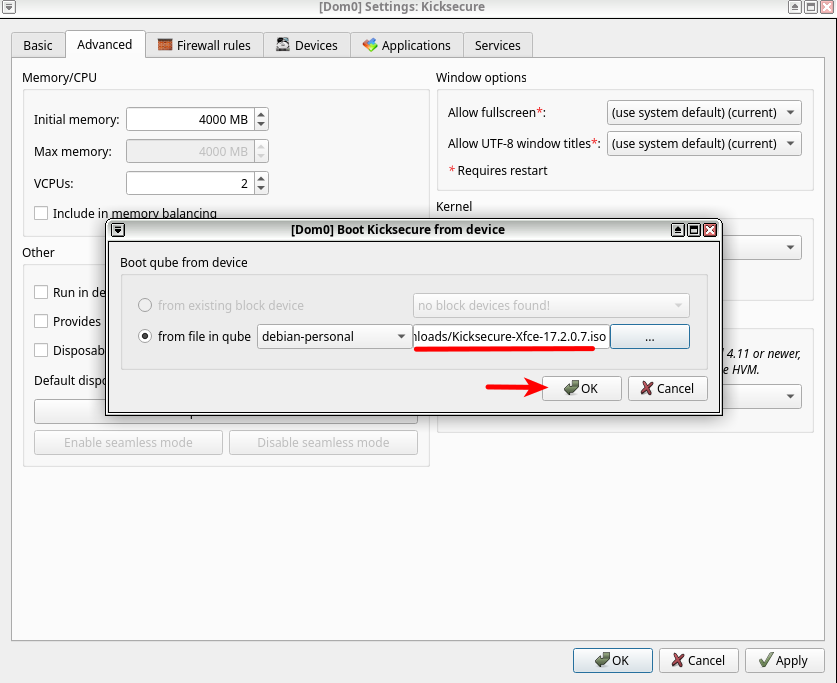 [Dom0] Settings: Kicksecure
Basic
Advanced
Firewall rules
Devices
Applications
Services
Memory/CPU
Initial memory: 4000 MB
Max memory: 4000 MB
VCPUs: 2
Include in memory balancing
Window options
Allow fullscreen*: (use system default) (current)
Allow UTF-8 window titles*: (use system default) (current)
* Requires restart
Kernel
Other
Run in de
Provides
Disposab
Default dispo
Enable seamless mode
Disable seamless mode
4.11 or newer,
e HVM.
[Dom0] Boot Kicksecure from device
Boot qube from device
from existing block device
no block devices found!
from file in qube
debian-personal
nloads/Kicksecure-Xfce-17.2.0.7.iso
...
OK
Cancel
OK
Cancel
Apply